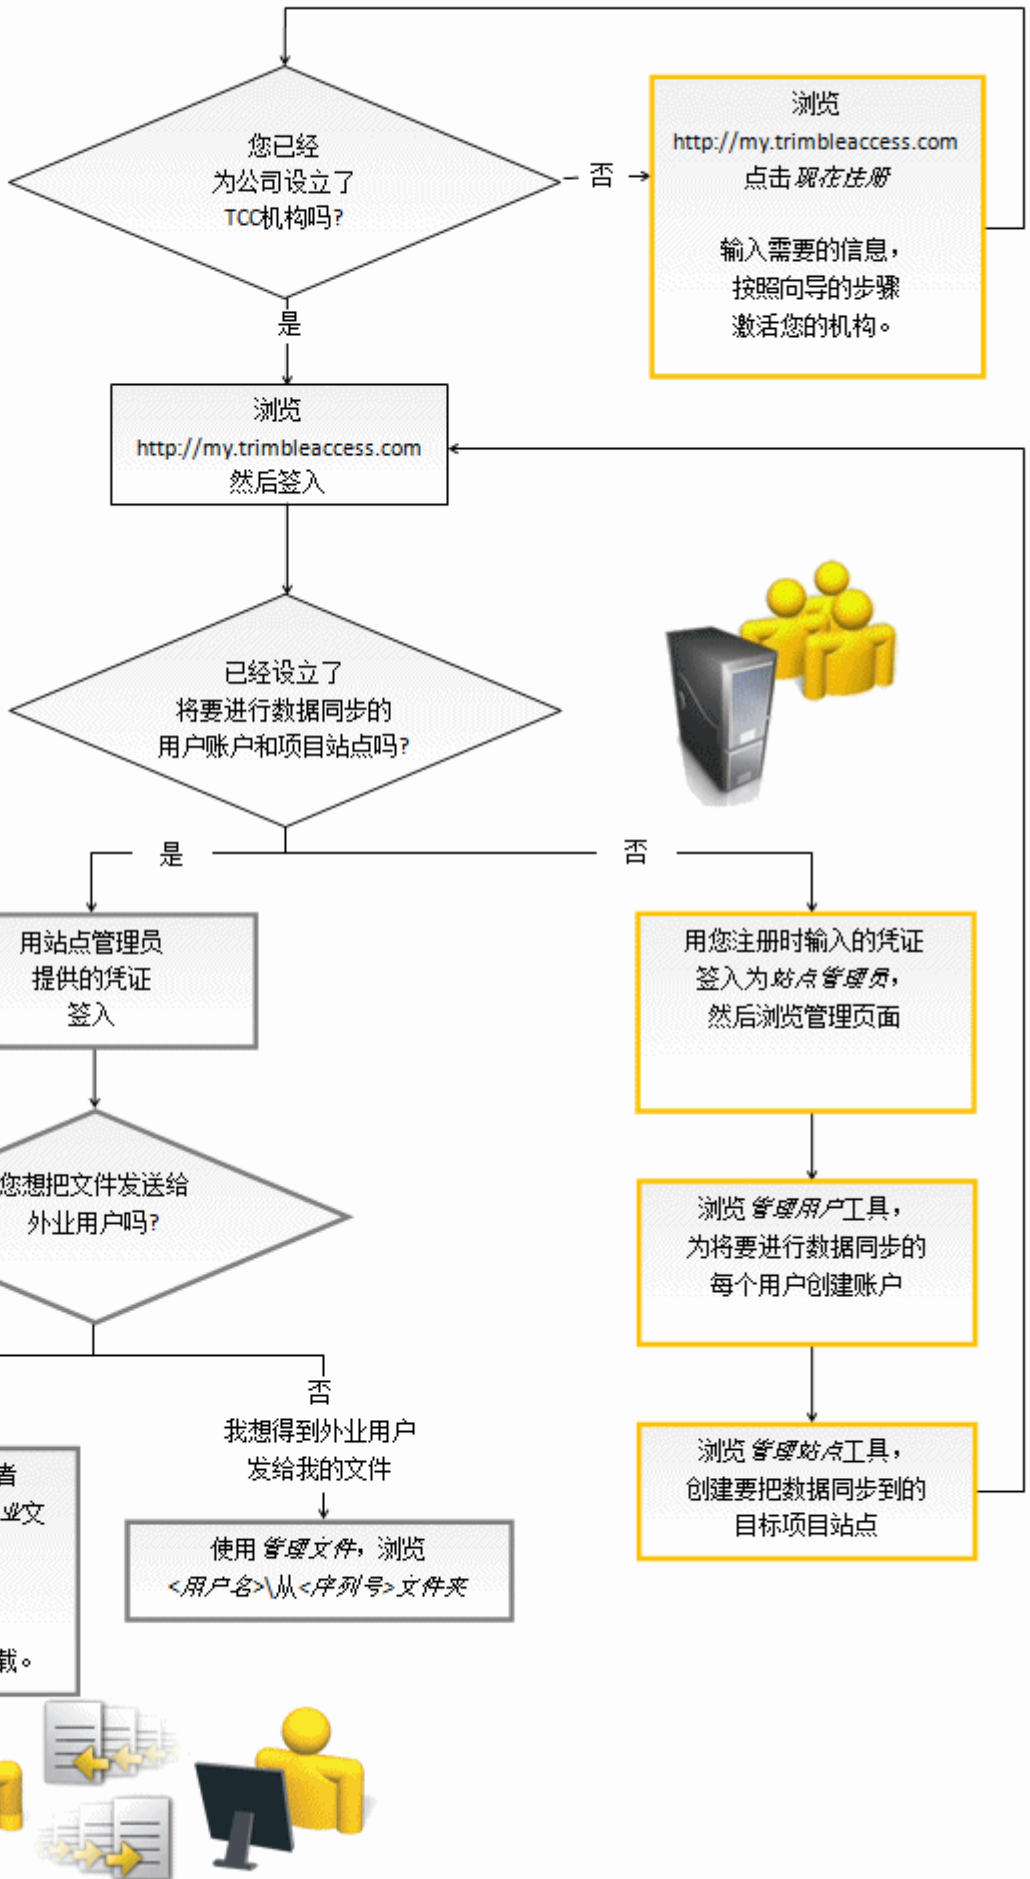 您已经
为公司设立了
TCC机构吗?
否
浏览
http://my.trimbleaccess.com
点击现在注册
输入需要的信息，
按照向导的步骤
激活您的机构。
是
浏览
http://my.trimbleaccess.com
然后签入
已经设立了
将要进行数据同步的
用户账户和项目站点吗?
是
否
用站点管理员
提供的凭证
签入
用您注册时输入的凭证
签入为站点管理员，
然后浏览管理页面
您想把文件发送给
外业用户吗?
浏览管理用户工具，
为将要进行数据同步的
每个用户创建账户
否
我想得到外业用户
发给我的文件
浏览管理站点工具，
创建要把数据同步到的
目标项目站点
者
业文
载。
使用管理文件，浏览
<用户名>\从<序列号>文件夹